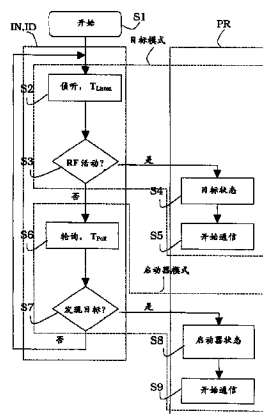 IN,ID
开始
S1
PR
目标模式
S2
侦听，TListen
S3
RF 活动？
是
S4
目标状态
否
S5
开始通信
S6
轮询，TPoll
启动器模式
S7
发现目标？
是
S8
启动器状态
否
S9
开始通信